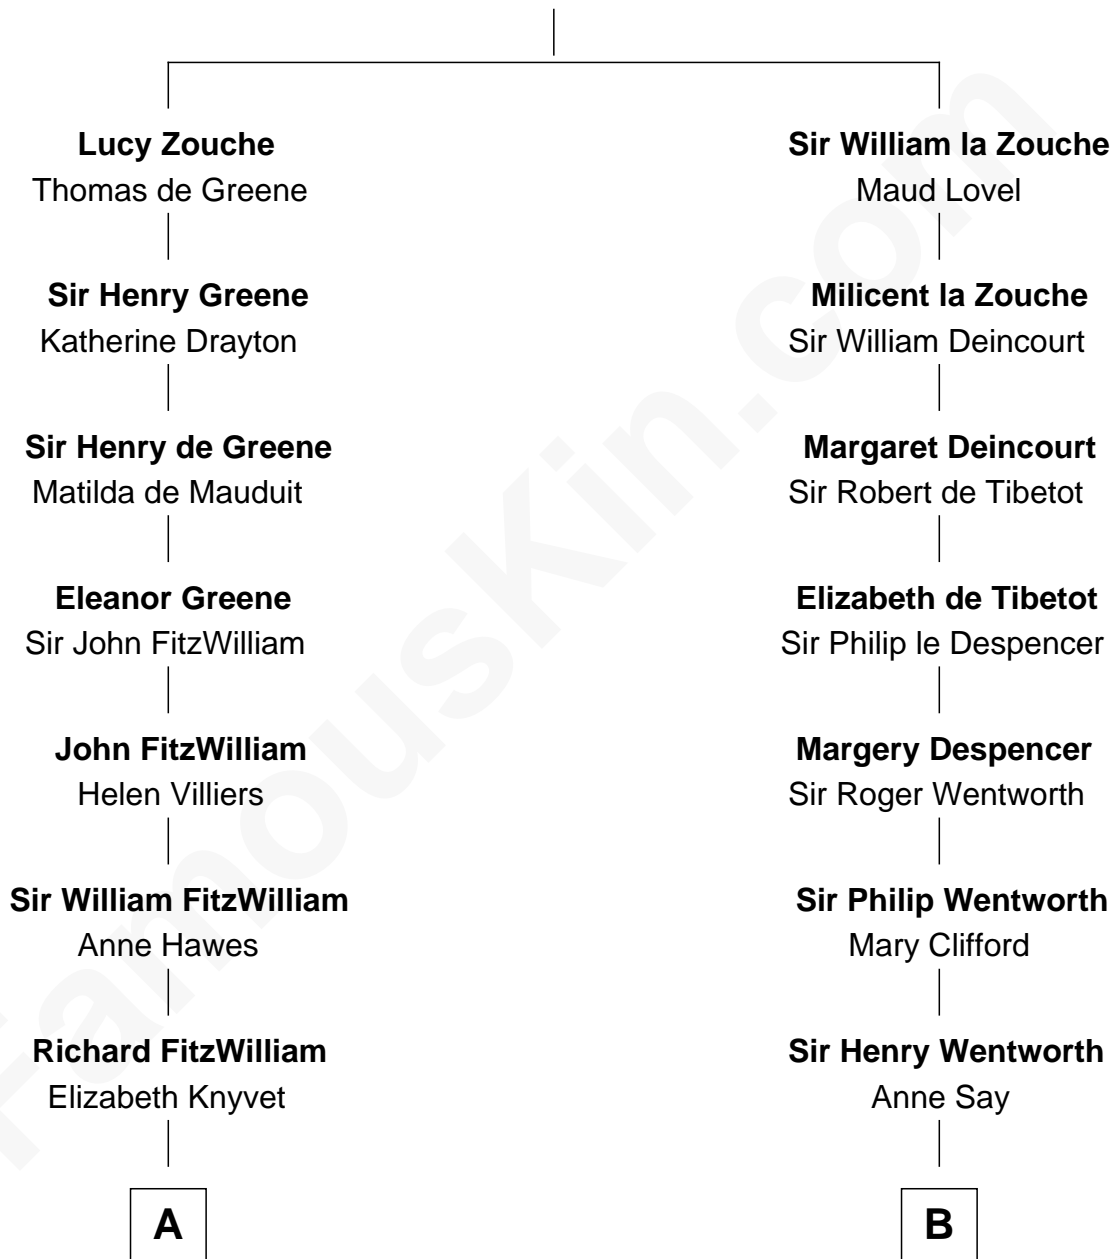 Lucy Zouche
Thomas de Greene
Sir Henry Greene
Katherine Drayton
Sir Henry de Greene
Matilda de Mauduit
Eleanor Greene
Sir John FitzWilliam
John FitzWilliam
Helen Villiers
Sir William FitzWilliam
Anne Hawes
Richard FitzWilliam
Elizabeth Knyvet
A
Sir William la Zouche
Maud Lovel
Milicent la Zouche
Sir William Deincourt
Margaret Deincourt
Sir Robert de Tibetot
Elizabeth de Tibetot
Sir Philip le Despencer
Margery Despencer
Sir Roger Wentworth
Sir Philip Wentworth
Mary Clifford
Sir Henry Wentworth
Anne Say
B
FamousKin.com